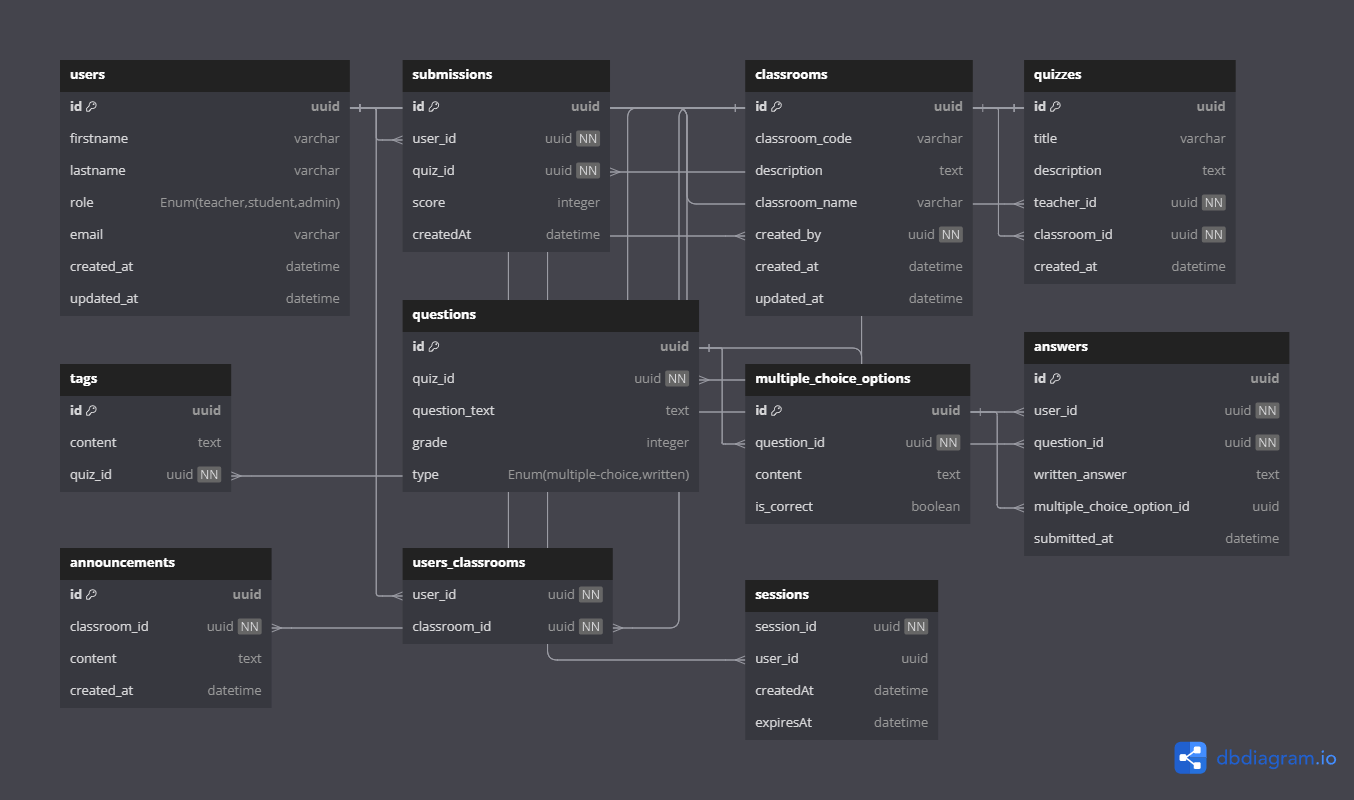 users
id uuid
firstname varchar
lastname varchar
role Enum(teacher,student,admin)
email varchar
created_at datetime
updated_at datetime
submissions
id uuid
user_id uuid NN
quiz_id uuid NN
score integer
createdAt datetime
classrooms
id uuid
classroom_code varchar
description text
classroom_name varchar
created_by uuid NN
created_at datetime
updated_at datetime
quizzes
id uuid
title varchar
description text
teacher_id uuid NN
classroom_id uuid NN
created_at datetime
questions
id uuid
quiz_id uuid NN
question_text text
grade integer
type Enum(multiple-choice,written)
tags
id uuid
content text
quiz_id uuid NN
multiple_choice_options
id uuid
question_id uuid NN
content text
is_correct boolean
answers
id uuid
user_id uuid NN
question_id uuid NN
written_answer text
multiple_choice_option_id uuid
submitted_at datetime
announcements
id uuid
classroom_id uuid NN
content text
created_at datetime
users_classrooms
user_id uuid NN
classroom_id uuid NN
sessions
session_id uuid NN
user_id uuid
createdAt datetime
expiresAt datetime
dbdiagram.io